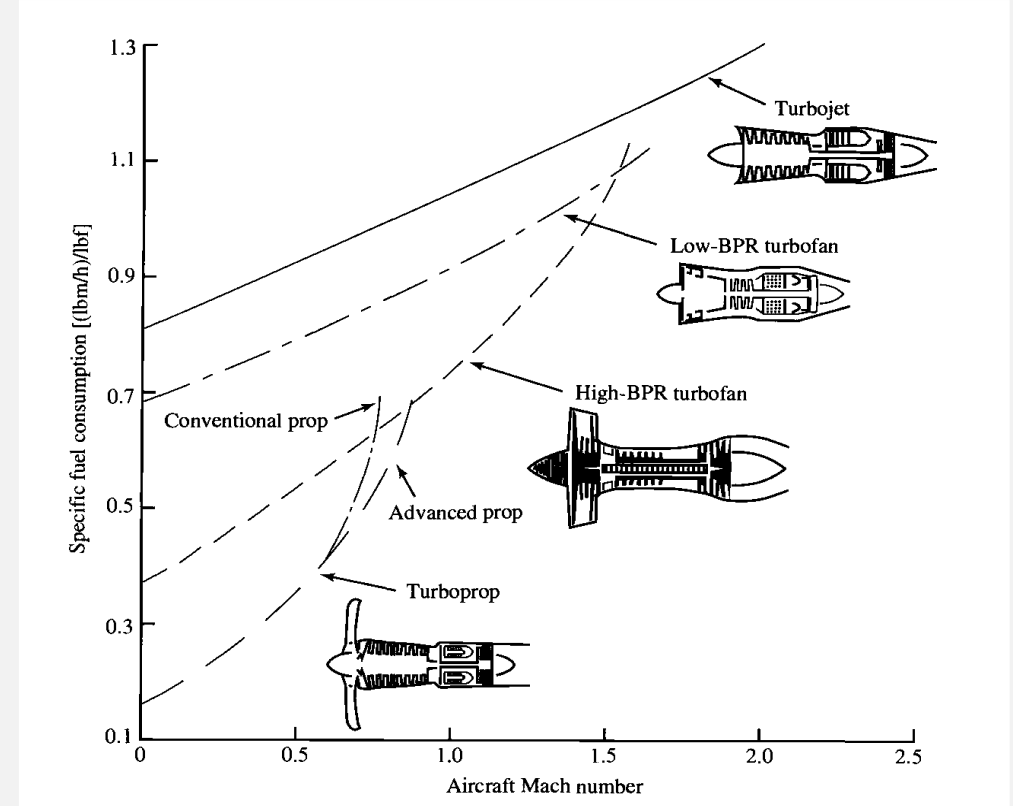 1.3
Turbojet
1.1
Low-BPR turbofan
0.9
Specific fuel consumption [(lbm/h)/lbf]
0.7
High-BPR turbofan
Conventional prop
0.5
Advanced prop
Turboprop
0.3
0.1
0 0.5 1.0 1.5 2.0 2.5
Aircraft Mach number